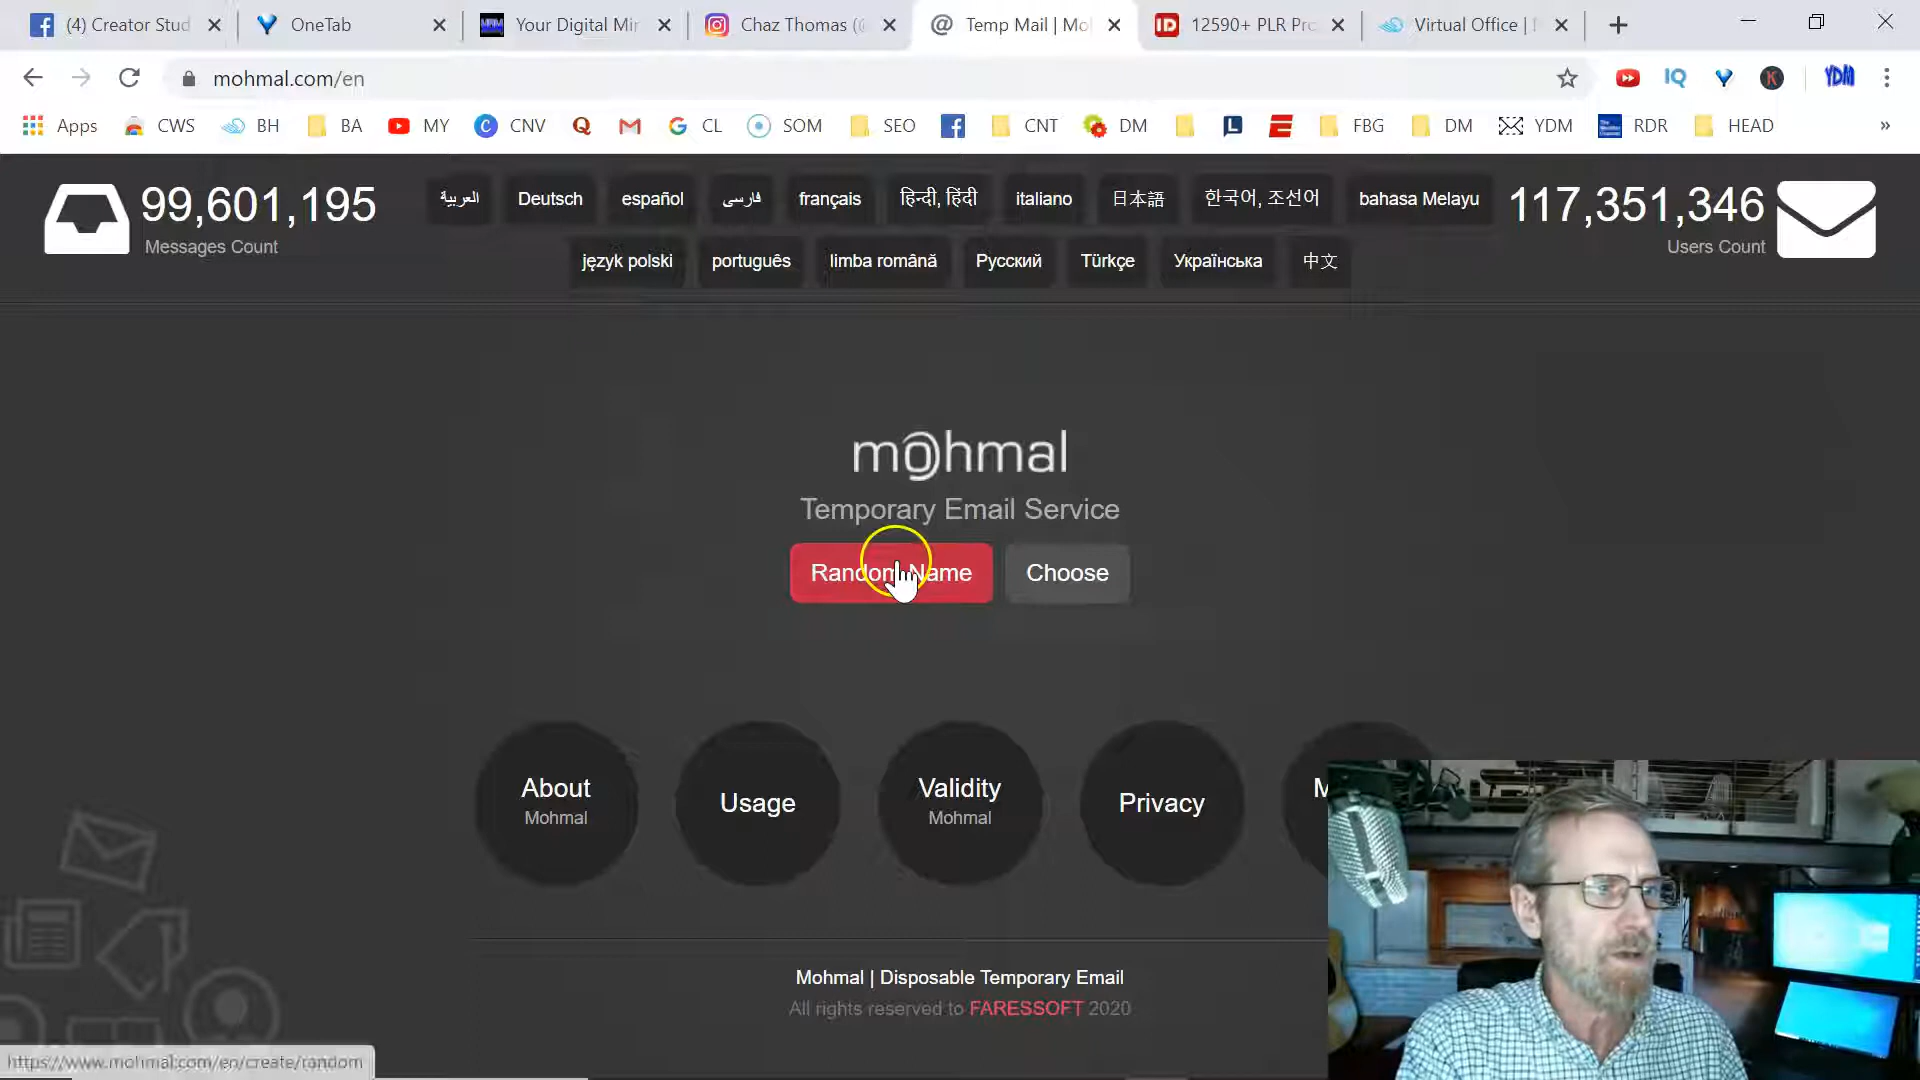 (4) Creator Stud
OneTab
Your Digital Mir
Chaz Thomas (@
Temp Mail | Mo
12590+ PLR Pro
Virtual Office |
mohmal.com/en
IQ
K
YDM
Apps
CWS
BH
BA
MY
CNV
CL
SOM
SEO
CNT
DM
FBG
DM
YDM
RDR
HEAD
»
99,601,195
Messages Count
العربية
Deutsch
español
فارسی
français
हिन्दी, हिंदी
italiano
日本語
한국어, 조선어
bahasa Melayu
117,351,346
Users Count
język polski
português
limba română
Русский
Türkçe
Українська
中文
m@hmal
Temporary Email Service
Random Name
Choose
About
Mohmal
Usage
Validity
Mohmal
Privacy
M
Mohmal | Disposable Temporary Email
All rights reserved to FARESSOFT 2020
https://www.mohmal.com/en/create/random